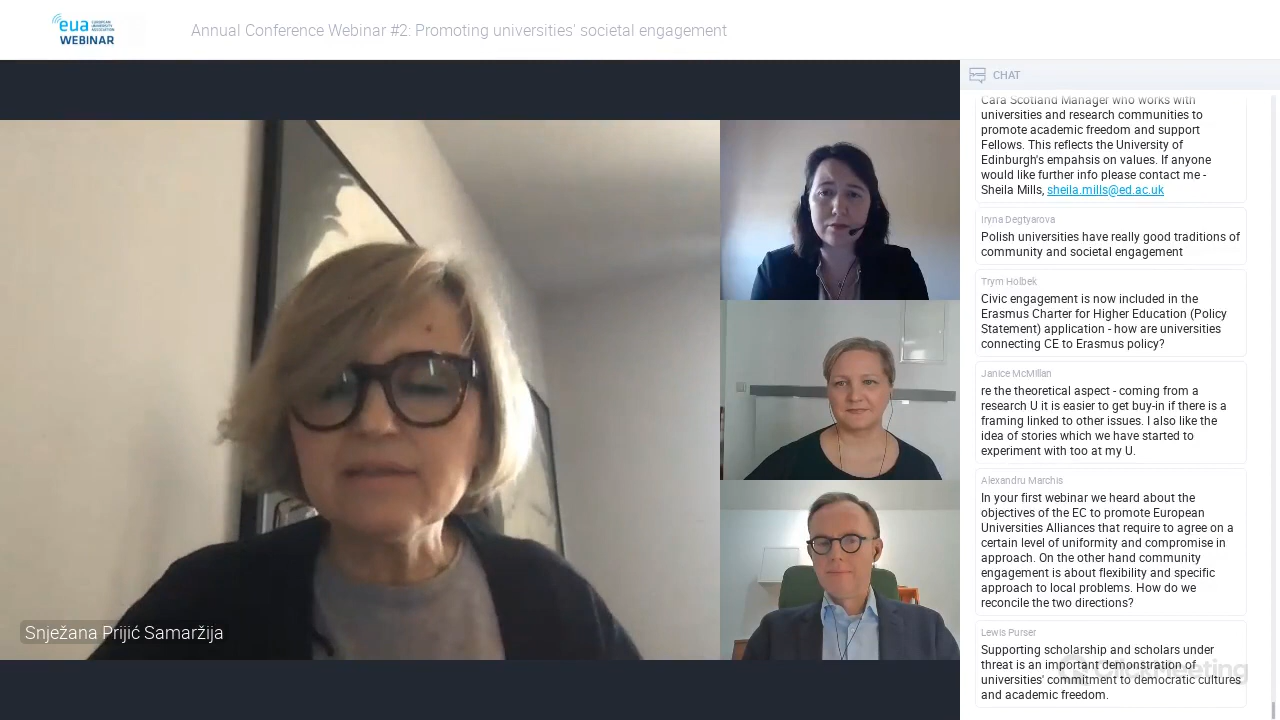 eua EUROPEAN
UNIVERSITY
ASSOCIATION
WEBINAR
Annual Conference Webinar #2: Promoting universities' societal engagement
CHAT
Cara Scotland Manager who works with
universities and research communities to
promote academic freedom and support
Fellows. This reflects the University of
Edinburgh's empahsis on values. If anyone
would like further info please contact me -
Sheila Mills, sheila.mills@ed.ac.uk
Iryna Degtyarova
Polish universities have really good traditions of
community and societal engagement
Trym Holbek
Civic engagement is now included in the
Erasmus Charter for Higher Education (Policy
Statement) application - how are universities
connecting CE to Erasmus policy?
Janice McMillan
re the theoretical aspect - coming from a
research U it is easier to get buy-in if there is a
framing linked to other issues. I also like the
idea of stories which we have started to
experiment with too at my U.
Alexandru Marchis
In your first webinar we heard about the
objectives of the EC to promote European
Universities Alliances that require to agree on a
certain level of uniformity and compromise in
approach. On the other hand community
engagement is about flexibility and specific
approach to local problems. How do we
reconcile the two directions?
Lewis Purser
Supporting scholarship and scholars under
threat is an important demonstration of
universities' commitment to democratic cultures
and academic freedom.
ClickMeeting
Snježana Prijić Samaržija